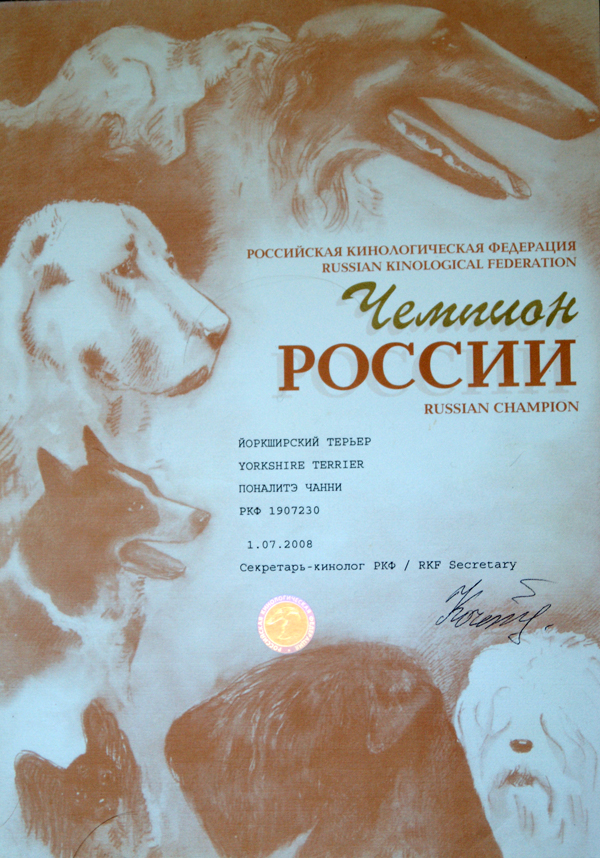 РОССИЙСКАЯ КИНОЛОГИЧЕСКАЯ ФЕДЕРАЦИЯ
RUSSIAN KINOLOGICAL FEDERATION
Чемпион
РОССИИ
RUSSIAN CHAMPION
ЙОРКШИРСКИЙ ТЕРЬЕР
YORKSHIRE TERRIER
ПОНАЛИТЭ ЧАННИ
РКФ 1907230
1.07.2008
Секретарь-кинолог РКФ / RKF Secretary